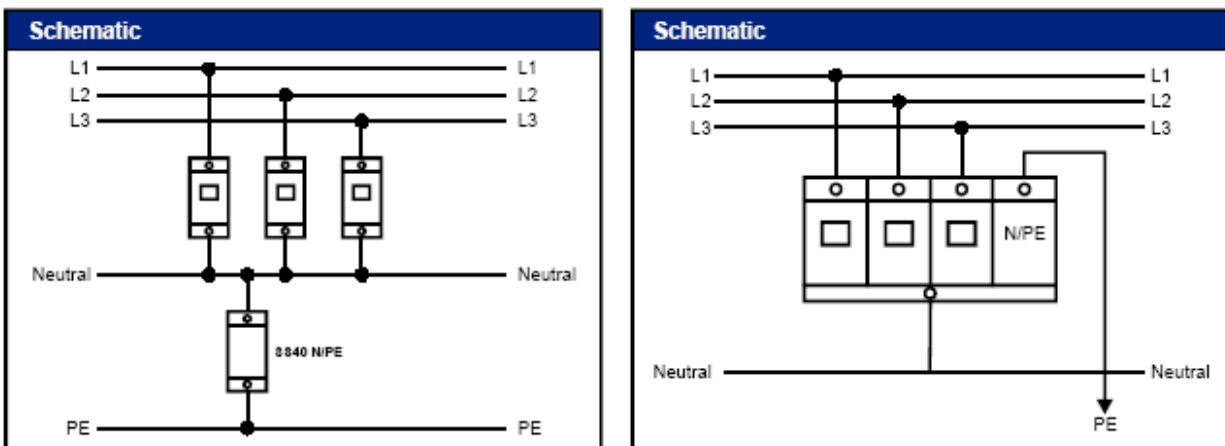 Schematic
L1 L1
L2 L2
L3 L3
Neutral Neutral
8840 N/PE
PE PE
Schematic
L1 L1
L2 L2
L3 L3
N/PE
Neutral Neutral
PE